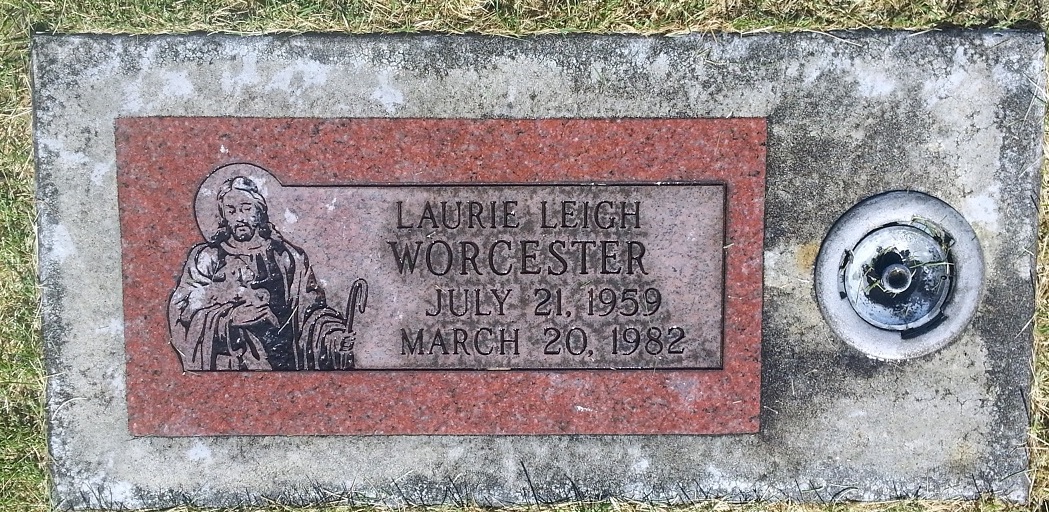 LAURIE LEIGH
WORCESTER
JULY 21, 1959
MARCH 20, 1982